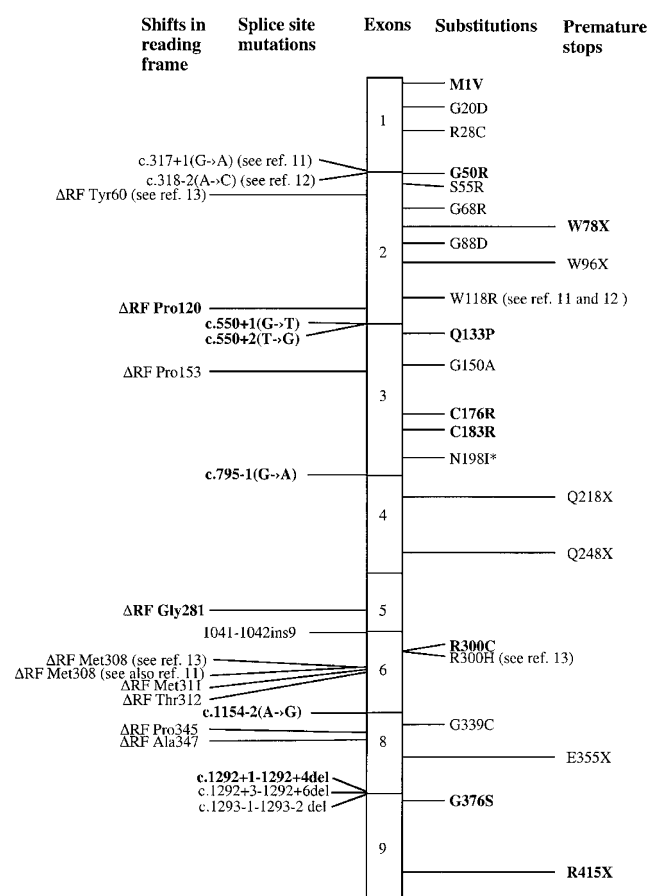 Shifts in reading frame
Splice site mutations
Exons
Substitutions
Premature stops
M1V
G20D
1
R28C
c.317+1(G->A) (see ref. 11)
c.318-2(A->C) (see ref. 12)
G50R
S55R
ΔRF Tyr60 (see ref. 13)
G68R
W78X
G88D
2
W96X
W118R (see ref. 11 and 12 )
ΔRF Pro120
c.550+1(G->T)
c.550+2(T->G)
Q133P
G150A
ΔRF Pro153
3
C176R
C183R
N198I*
c.795-1(G->A)
Q218X
4
Q248X
ΔRF Gly281
5
1041-1042ins9
R300C
R300H (see ref. 13)
ΔRF Met308 (see ref. 13)
ΔRF Met308 (see also ref. 11)
6
ΔRF Met311
ΔRF Thr312
c.1154-2(A->G)
G339C
ΔRF Pro345
ΔRF Ala347
8
E355X
c.1292+1-1292+4del
c.1292+3-1292+6del
c.1293-1-1293-2 del
G376S
9
R415X